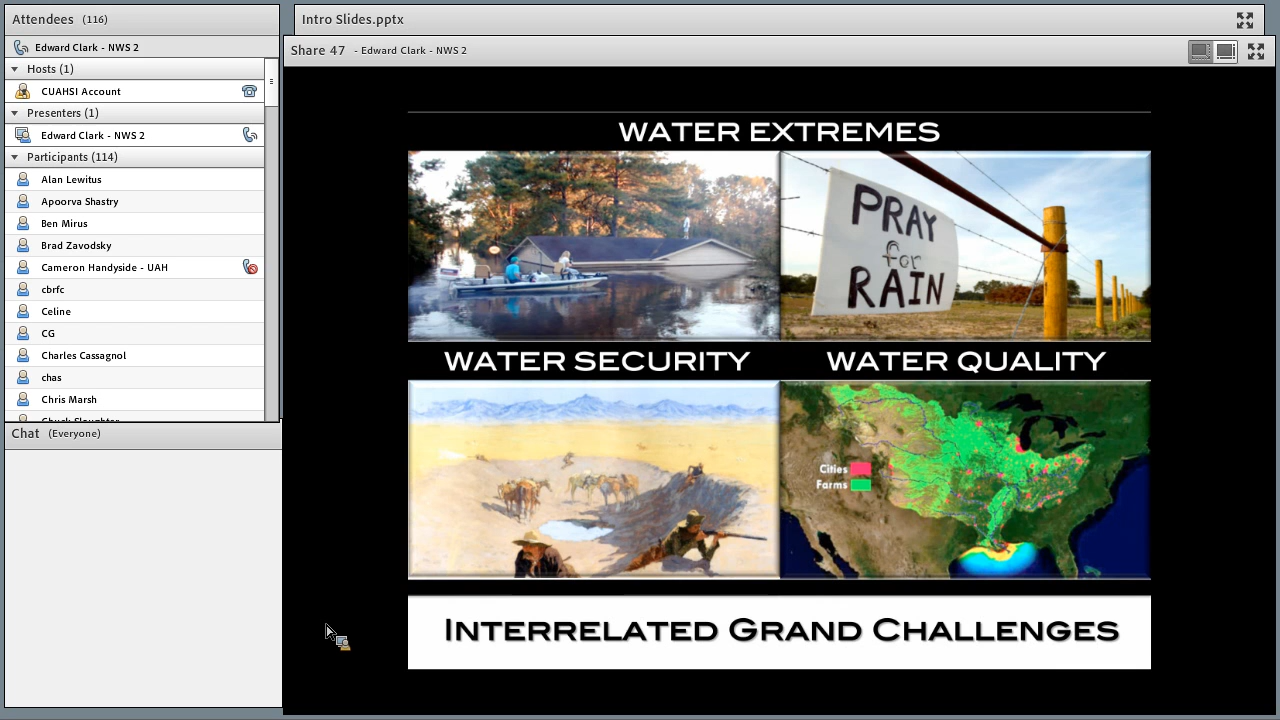 Attendees (116)
Edward Clark - NWS 2
Hosts (1)
CUAHSI Account
Presenters (1)
Edward Clark - NWS 2
Participants (114)
Alan Lewitus
Apoorva Shastry
Ben Mirus
Brad Zavodsky
Cameron Handyside - UAH
cbrfc
Celine
CG
Charles Cassagnol
chas
Chris Marsh
Chuck Slaughter
Chat (Everyone)
Intro Slides.pptx
Share 47 - Edward Clark - NWS 2
WATER EXTREMES
PRAY
for
RAIN
WATER SECURITY WATER QUALITY
Cities
Farms
INTERRELATED GRAND CHALLENGES